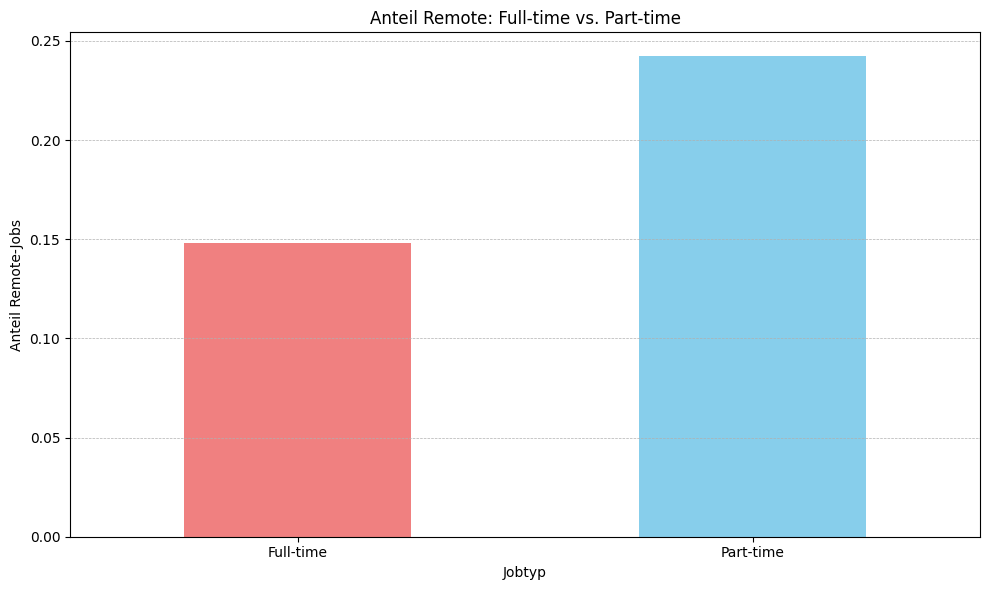 Anteil Remote: Full-time vs. Part-time
Anteil Remote-Jobs
0.25
0.20
0.15
0.10
0.05
0.00
Full-time
Part-time
Jobtyp